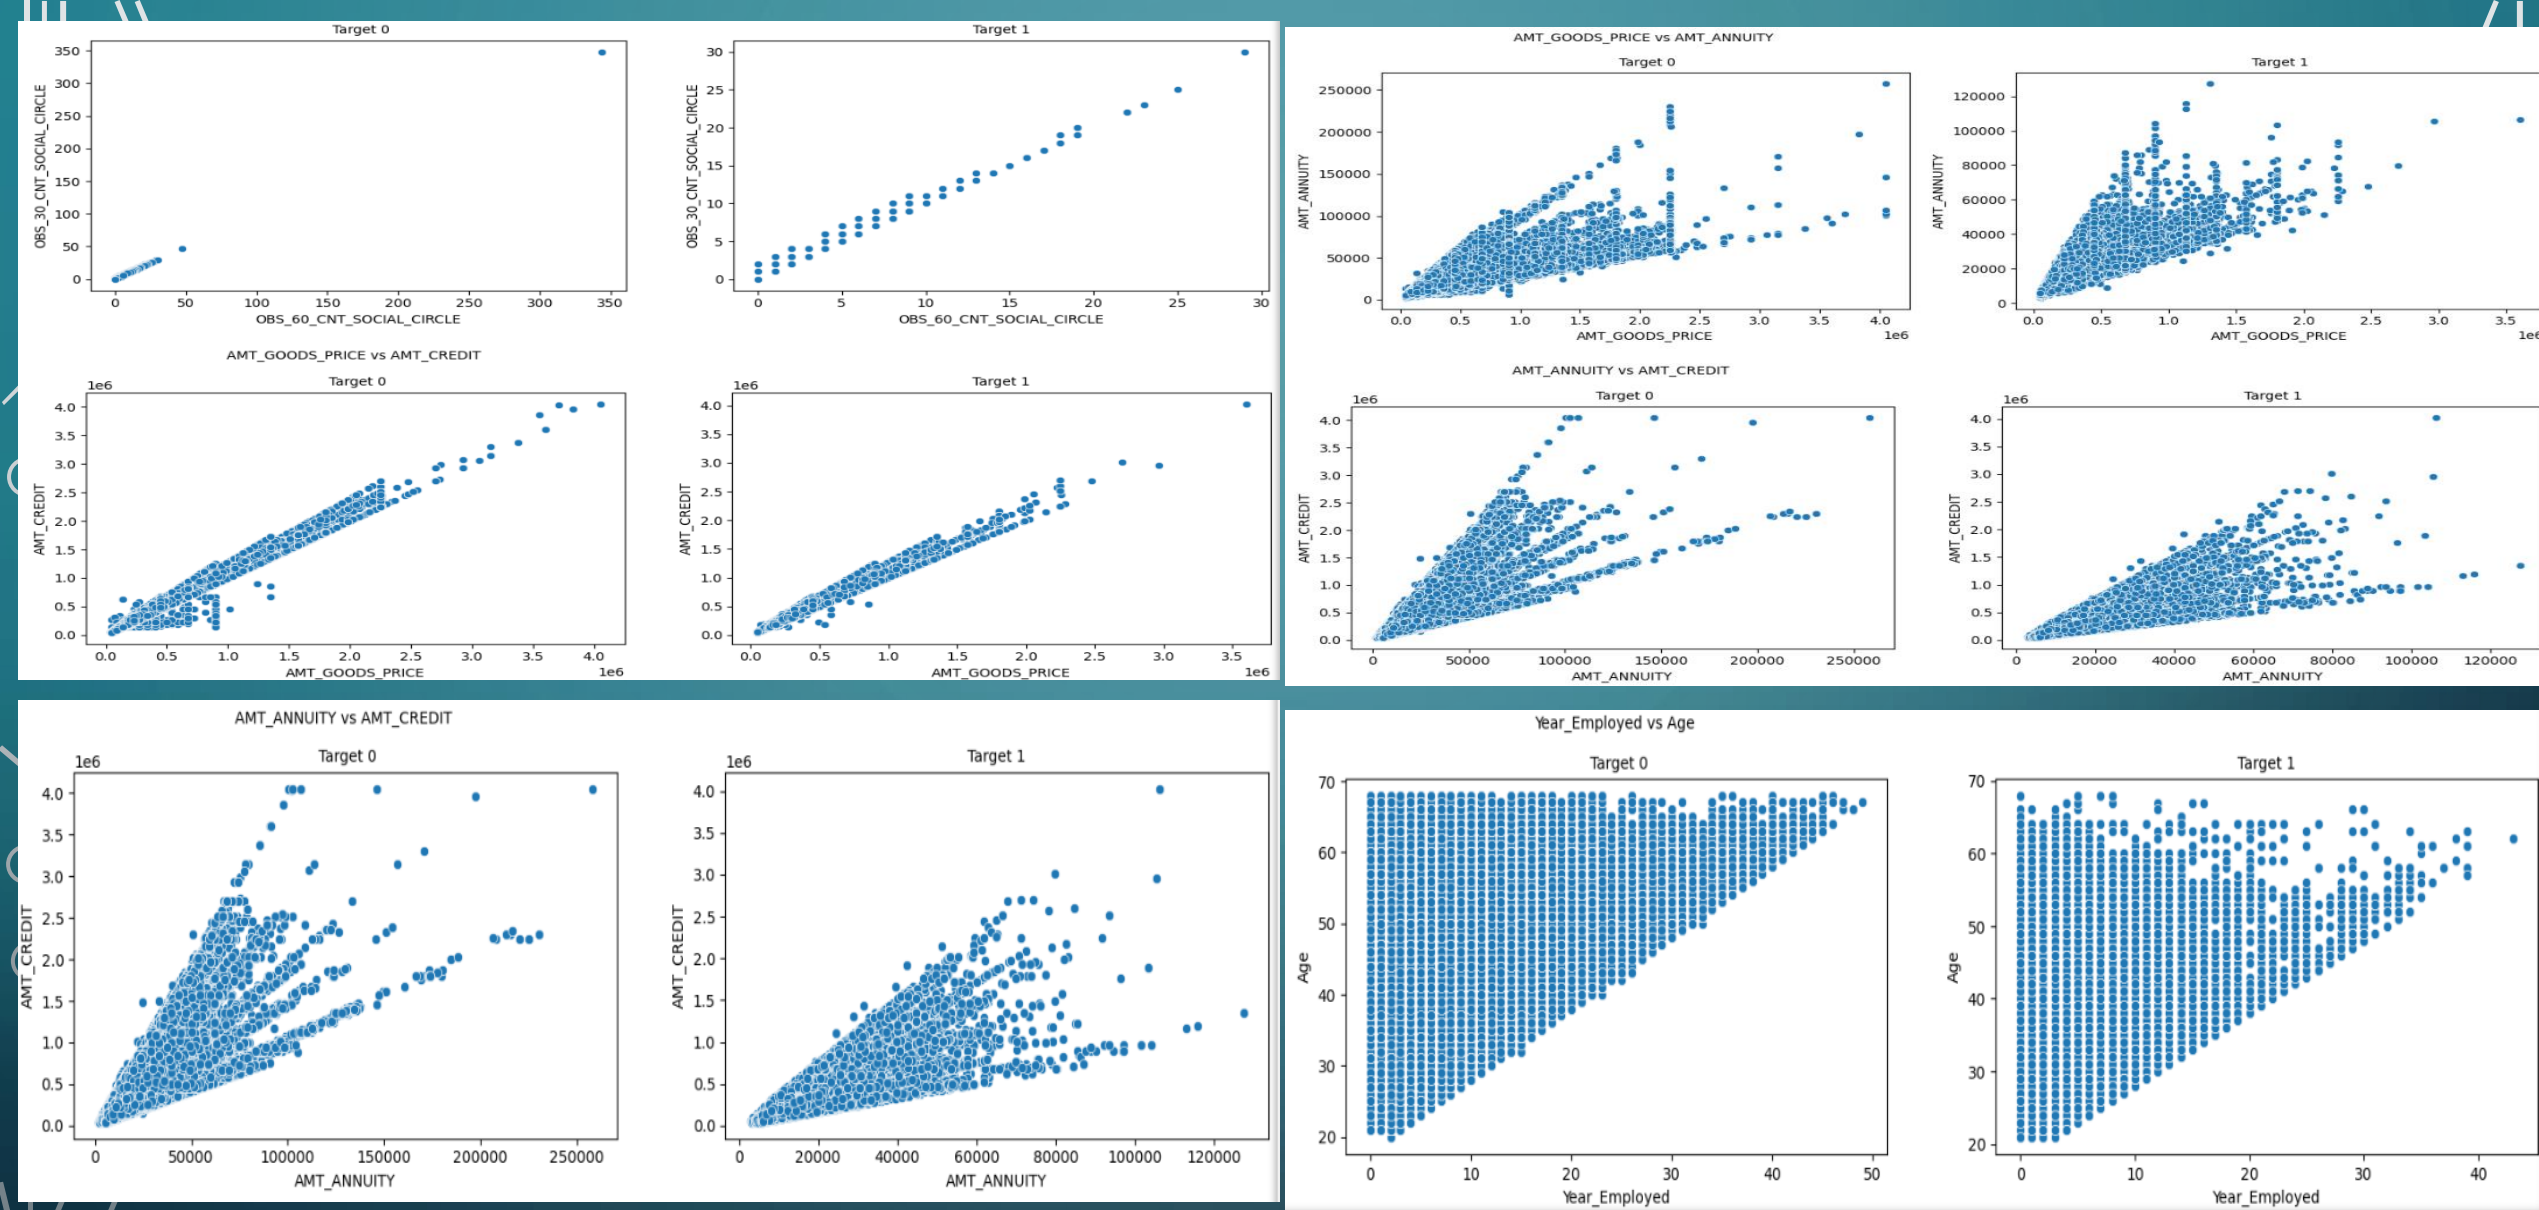 Target 0
350
300
250
200
150
100
50
0
OBS_30_CNT_SOCIAL_CIRCLE
0 50 100 150 200 250 300 350
OBS_60_CNT_SOCIAL_CIRCLE
Target 1
30
25
20
15
10
5
0
OBS_30_CNT_SOCIAL_CIRCLE
0 5 10 15 20 25 30
OBS_60_CNT_SOCIAL_CIRCLE
AMT_GOODS_PRICE vs AMT_CREDIT
Target 0
1e6
4.0
3.5
3.0
2.5
2.0
1.5
1.0
0.5
0.0
AMT_CREDIT
0.0 0.5 1.0 1.5 2.0 2.5 3.0 3.5 4.0
1e6
AMT_GOODS_PRICE
Target 1
1e6
4.0
3.5
3.0
2.5
2.0
1.5
1.0
0.5
0.0
AMT_CREDIT
0.0 0.5 1.0 1.5 2.0 2.5 3.0 3.5
1e6
AMT_GOODS_PRICE
AMT_GOODS_PRICE vs AMT_ANNUITY
Target 0
250000
200000
150000
100000
50000
0
AMT_ANNUITY
0.0 0.5 1.0 1.5 2.0 2.5 3.0 3.5 4.0
1e6
AMT_GOODS_PRICE
Target 1
120000
100000
80000
60000
40000
20000
0
AMT_ANNUITY
0.0 0.5 1.0 1.5 2.0 2.5 3.0 3.5
1e6
AMT_GOODS_PRICE
AMT_ANNUITY vs AMT_CREDIT
Target 0
1e6
4.0
3.5
3.0
2.5
2.0
1.5
1.0
0.5
0.0
AMT_CREDIT
0 50000 100000 150000 200000 250000
AMT_ANNUITY
Target 1
1e6
4.0
3.5
3.0
2.5
2.0
1.5
1.0
0.5
0.0
AMT_CREDIT
0 20000 40000 60000 80000 100000 120000
AMT_ANNUITY
AMT_ANNUITY vs AMT_CREDIT
Target 0
1e6
4.0
3.5
3.0
2.5
2.0
1.5
1.0
0.5
0.0
AMT_CREDIT
0 50000 100000 150000 200000 250000
AMT_ANNUITY
Target 1
1e6
4.0
3.5
3.0
2.5
2.0
1.5
1.0
0.5
0.0
AMT_CREDIT
0 20000 40000 60000 80000 100000 120000
AMT_ANNUITY
Year_Employed vs Age
Target 0
70
60
50
40
30
20
Age
0 10 20 30 40 50
Year_Employed
Target 1
70
60
50
40
30
20
Age
0 10 20 30 40
Year_Employed